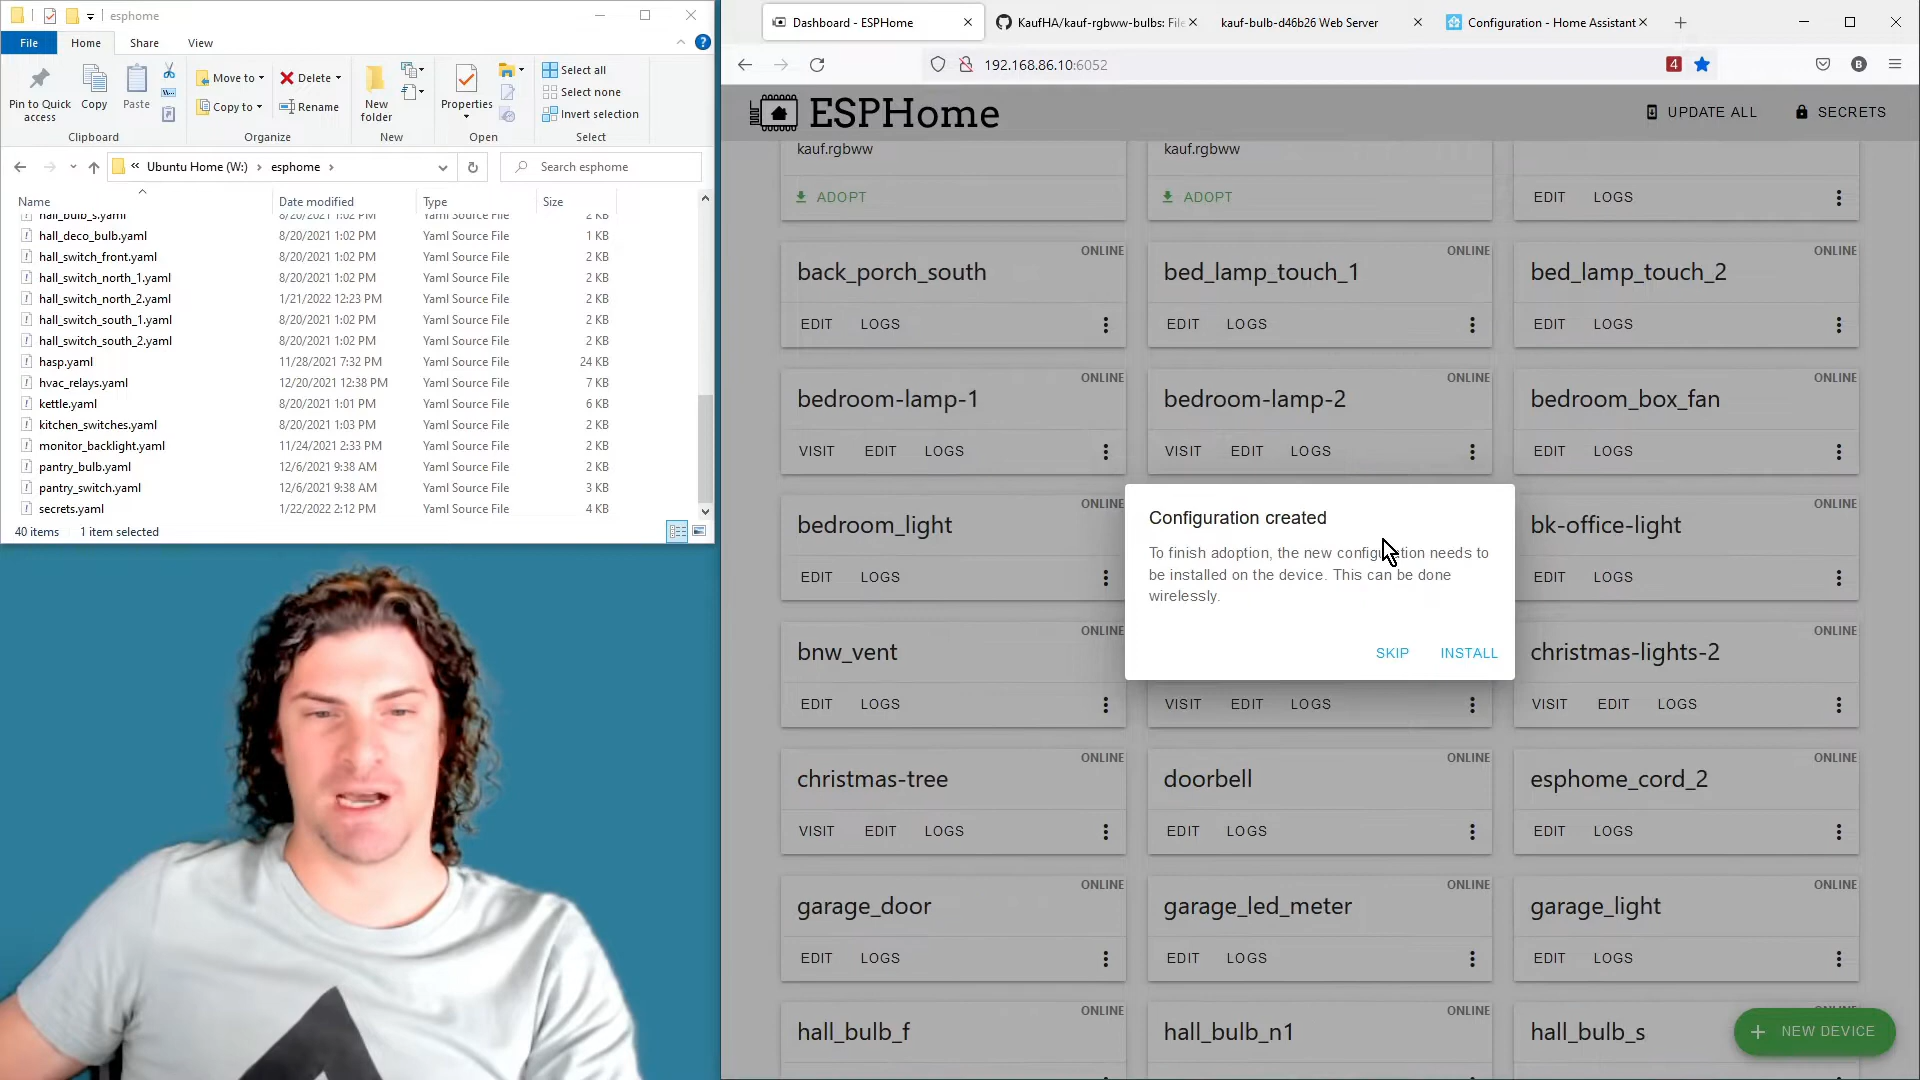 esphome
File
Home
Share
View
Pin to Quick access
Copy
Paste
Move to
Copy to
Delete
Rename
New folder
Properties
Select all
Select none
Invert selection
Clipboard
Organize
New
Open
Select
« Ubuntu Home (W:) > esphome >
Search esphome
Name Date modified Type Size
hall_bulb_s.yaml 8/20/2021 1:02 PM Yaml Source File 2 KB
hall_deco_bulb.yaml 8/20/2021 1:02 PM Yaml Source File 1 KB
hall_switch_front.yaml 8/20/2021 1:02 PM Yaml Source File 2 KB
hall_switch_north_1.yaml 8/20/2021 1:02 PM Yaml Source File 2 KB
hall_switch_north_2.yaml 1/21/2022 12:23 PM Yaml Source File 2 KB
hall_switch_south_1.yaml 8/20/2021 1:02 PM Yaml Source File 2 KB
hall_switch_south_2.yaml 8/20/2021 1:02 PM Yaml Source File 2 KB
hasp.yaml 11/28/2021 7:32 PM Yaml Source File 24 KB
hvac_relays.yaml 12/20/2021 12:38 PM Yaml Source File 7 KB
kettle.yaml 8/20/2021 1:01 PM Yaml Source File 6 KB
kitchen_switches.yaml 8/20/2021 1:03 PM Yaml Source File 2 KB
monitor_backlight.yaml 11/24/2021 2:33 PM Yaml Source File 2 KB
pantry_bulb.yaml 12/6/2021 9:38 AM Yaml Source File 2 KB
pantry_switch.yaml 12/6/2021 9:38 AM Yaml Source File 3 KB
secrets.yaml 1/22/2022 2:12 PM Yaml Source File 4 KB
40 items 1 item selected
Dashboard - ESPHome
KaufHA/kauf-rgbww-bulbs: File
kauf-bulb-d46b26 Web Server
Configuration - Home Assistant
192.168.86.10:6052
4
B
ESPHome
UPDATE ALL
SECRETS
kauf.rgbww
kauf.rgbww
ADOPT
ADOPT
EDIT LOGS
ONLINE ONLINE ONLINE
back_porch_south bed_lamp_touch_1 bed_lamp_touch_2
EDIT LOGS EDIT LOGS EDIT LOGS
ONLINE ONLINE ONLINE
bedroom-lamp-1 bedroom-lamp-2 bedroom_box_fan
VISIT EDIT LOGS VISIT EDIT LOGS EDIT LOGS
ONLINE ONLINE
bedroom_light bk-office-light
EDIT LOGS EDIT LOGS
Configuration created
To finish adoption, the new configuration needs to
be installed on the device. This can be done
wirelessly.
SKIP INSTALL
ONLINE ONLINE
bnw_vent christmas-lights-2
EDIT LOGS VISIT EDIT LOGS VISIT EDIT LOGS
ONLINE ONLINE ONLINE
christmas-tree doorbell esphome_cord_2
VISIT EDIT LOGS EDIT LOGS EDIT LOGS
ONLINE ONLINE ONLINE
garage_door garage_led_meter garage_light
EDIT LOGS EDIT LOGS EDIT LOGS
ONLINE ONLINE ONLINE
hall_bulb_f hall_bulb_n1 hall_bulb_s
+ NEW DEVICE